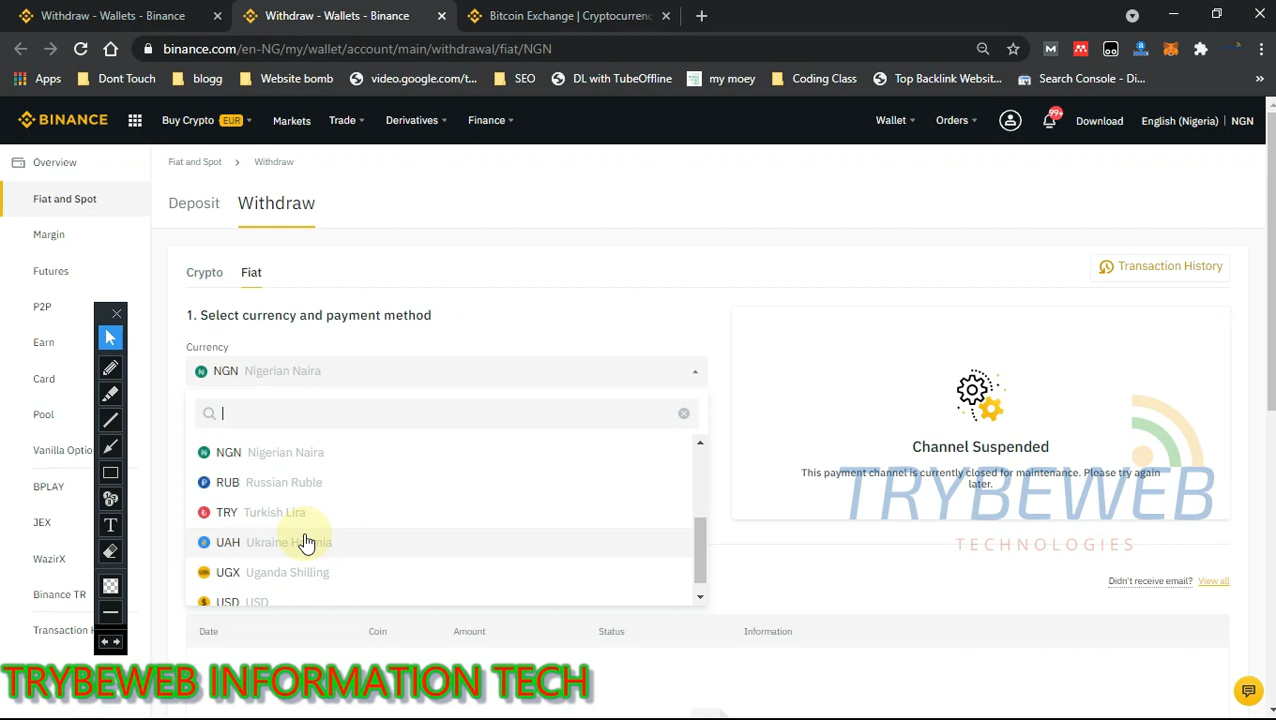 Withdraw - Wallets - Binance
Withdraw - Wallets - Binance
Bitcoin Exchange | Cryptocurrenc
binance.com/en-NG/my/wallet/account/main/withdrawal/fiat/NGN
Apps
Dont Touch
blogg
Website bomb
video.google.com/t...
SEO
DL with TubeOffline
my moey
Coding Class
Top Backlink Websit...
Search Console - Di...
BINANCE
Buy Crypto EUR
Markets
Trade
Derivatives
Finance
Wallet
Orders
99+
Download
English (Nigeria) | NGN
Overview
Fiat and Spot
Margin
Futures
P2P
Earn
Card
Pool
Vanilla Optio
BPLAY
JEX
WazirX
Binance TR
Transaction H
Fiat and Spot > Withdraw
Deposit Withdraw
Crypto Fiat
Transaction History
1. Select currency and payment method
Currency
NGN Nigerian Naira
NGN Nigerian Naira
RUB Russian Ruble
TRY Turkish Lira
UAH Ukraine
UGX Uganda Shilling
USD USD
Channel Suspended
This payment channel is currently closed for maintenance. Please try again
later.
TRYBEWEB
TECHNOLOGIES
Didn't receive email? View all
Date Coin Amount Status Information
TRYBEWEB INFORMATION TECH